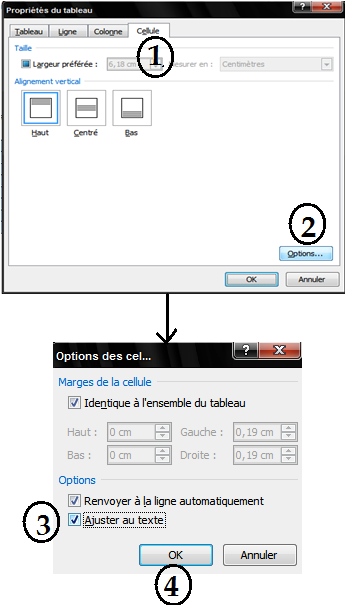 Propriétés du tableau
Tableau Ligne Colonne Cellule
1
Taille
Largeur préférée : 6,18 cm Mesurer en : Centimètres
Alignement vertical
Haut Centré Bas
2
Options...
OK Annuler
Options des cel...
Marges de la cellule
Identique à l'ensemble du tableau
Haut : 0 cm Gauche : 0,19 cm
Bas : 0 cm Droite : 0,19 cm
Options
Renvoyer à la ligne automatiquement
3 Ajuster au texte
OK Annuler
4